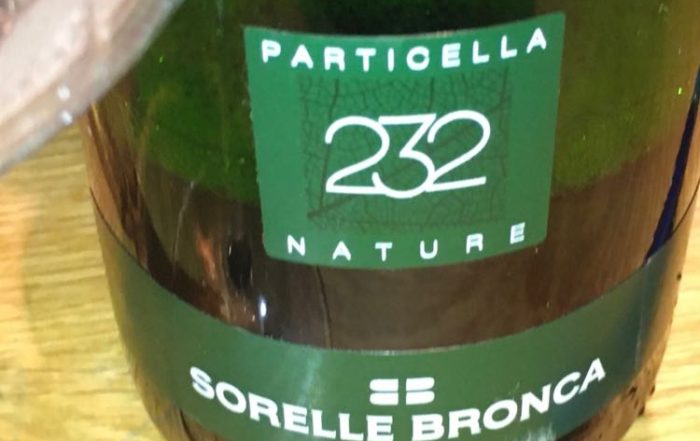 PARTICELLA
232
NATURE
SORELLE BRONCA